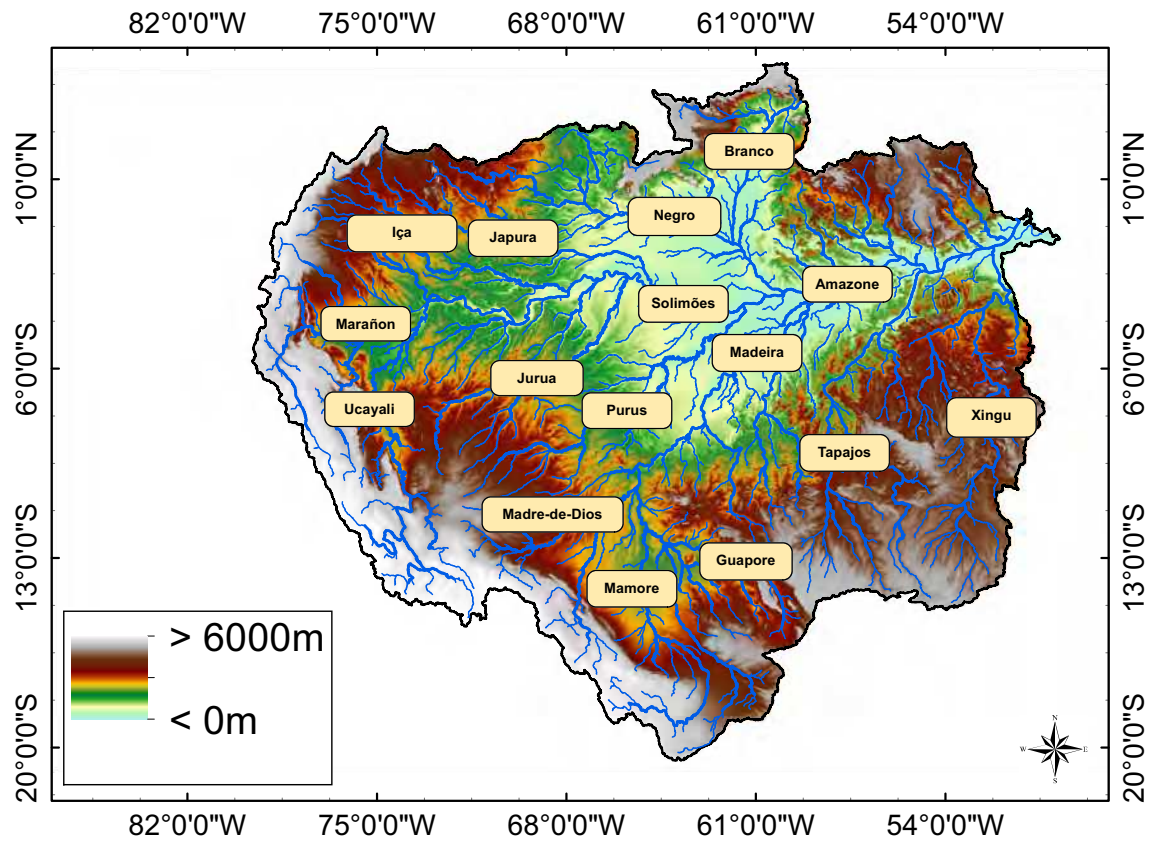 82°0'0"W 75°0'0"W 68°0'0"W 61°0'0"W 54°0'0"W
1°0'0"N
6°0'0"S
13°0'0"S
20°0'0"S
Branco
Negro
Iça
Japura
Amazone
Solimões
Marañon
Madeira
Jurua
Ucayali
Purus
Xingu
Tapajos
Madre-de-Dios
Guapore
Mamore
> 6000m
< 0m
N
W E
S
1°0'0"N
6°0'0"S
13°0'0"S
20°0'0"S
82°0'0"W 75°0'0"W 68°0'0"W 61°0'0"W 54°0'0"W